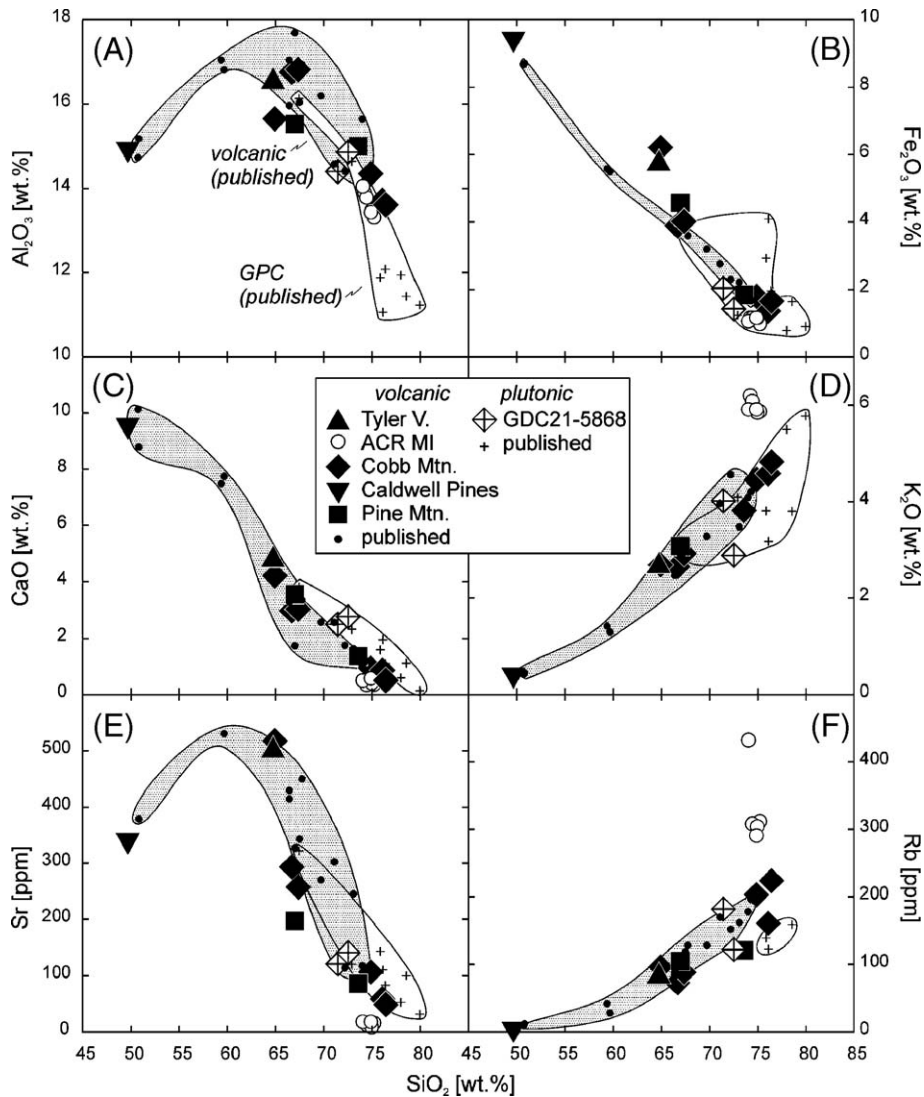 18
16
14
12
10
Al2O3 [wt.%]
(A)
volcanic
(published)
GPC
(published)
(B)
10
8
6
4
2
0
Fe2O3 [wt.%]
(C)
10
8
6
4
2
0
CaO [wt.%]
volcanic
Tyler V.
ACR MI
Cobb Mtn.
Caldwell Pines
Pine Mtn.
published
plutonic
GDC21-5868
published
(D)
6
4
2
0
K2O [wt.%]
(E)
500
400
300
200
100
0
Sr [ppm]
(F)
400
300
200
100
0
Rb [ppm]
45 50 55 60 65 70 75 80 45 50 55 60 65 70 75 80 85
SiO2 [wt.%]